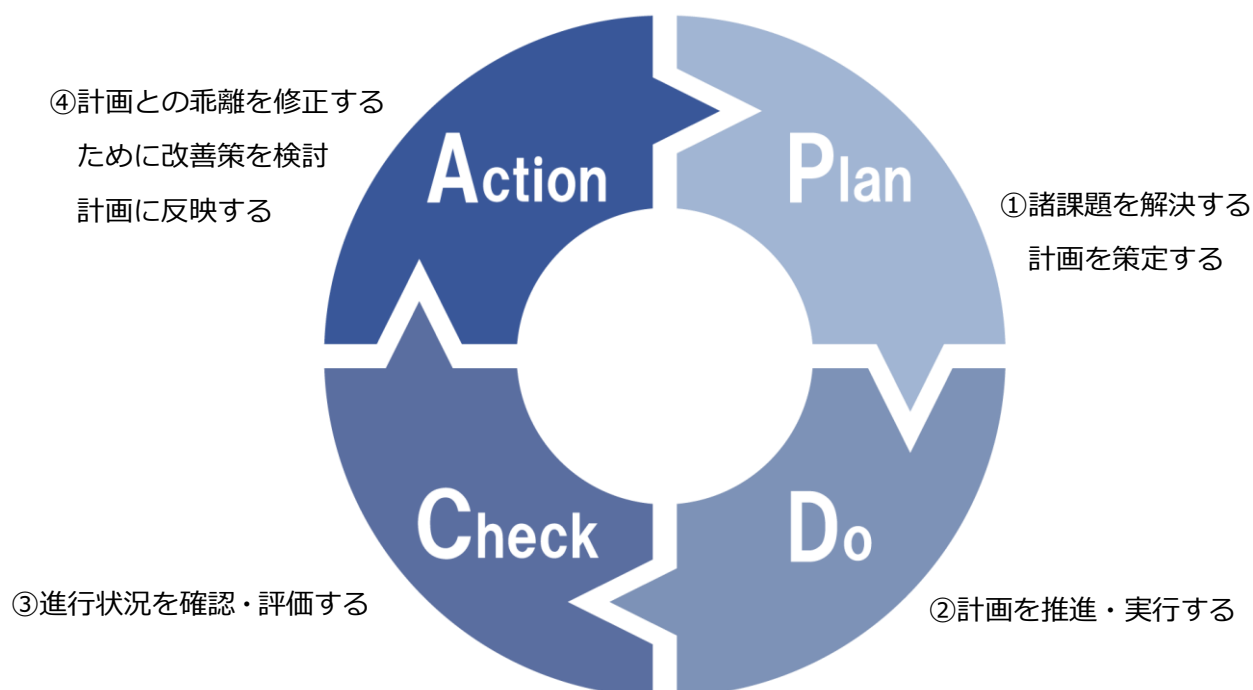 ④計画との乖離を修正する
ために改善策を検討
計画に反映する
Action
Plan
①諸課題を解決する
計画を策定する
Check
Do
③進行状況を確認・評価する
②計画を推進・実行する